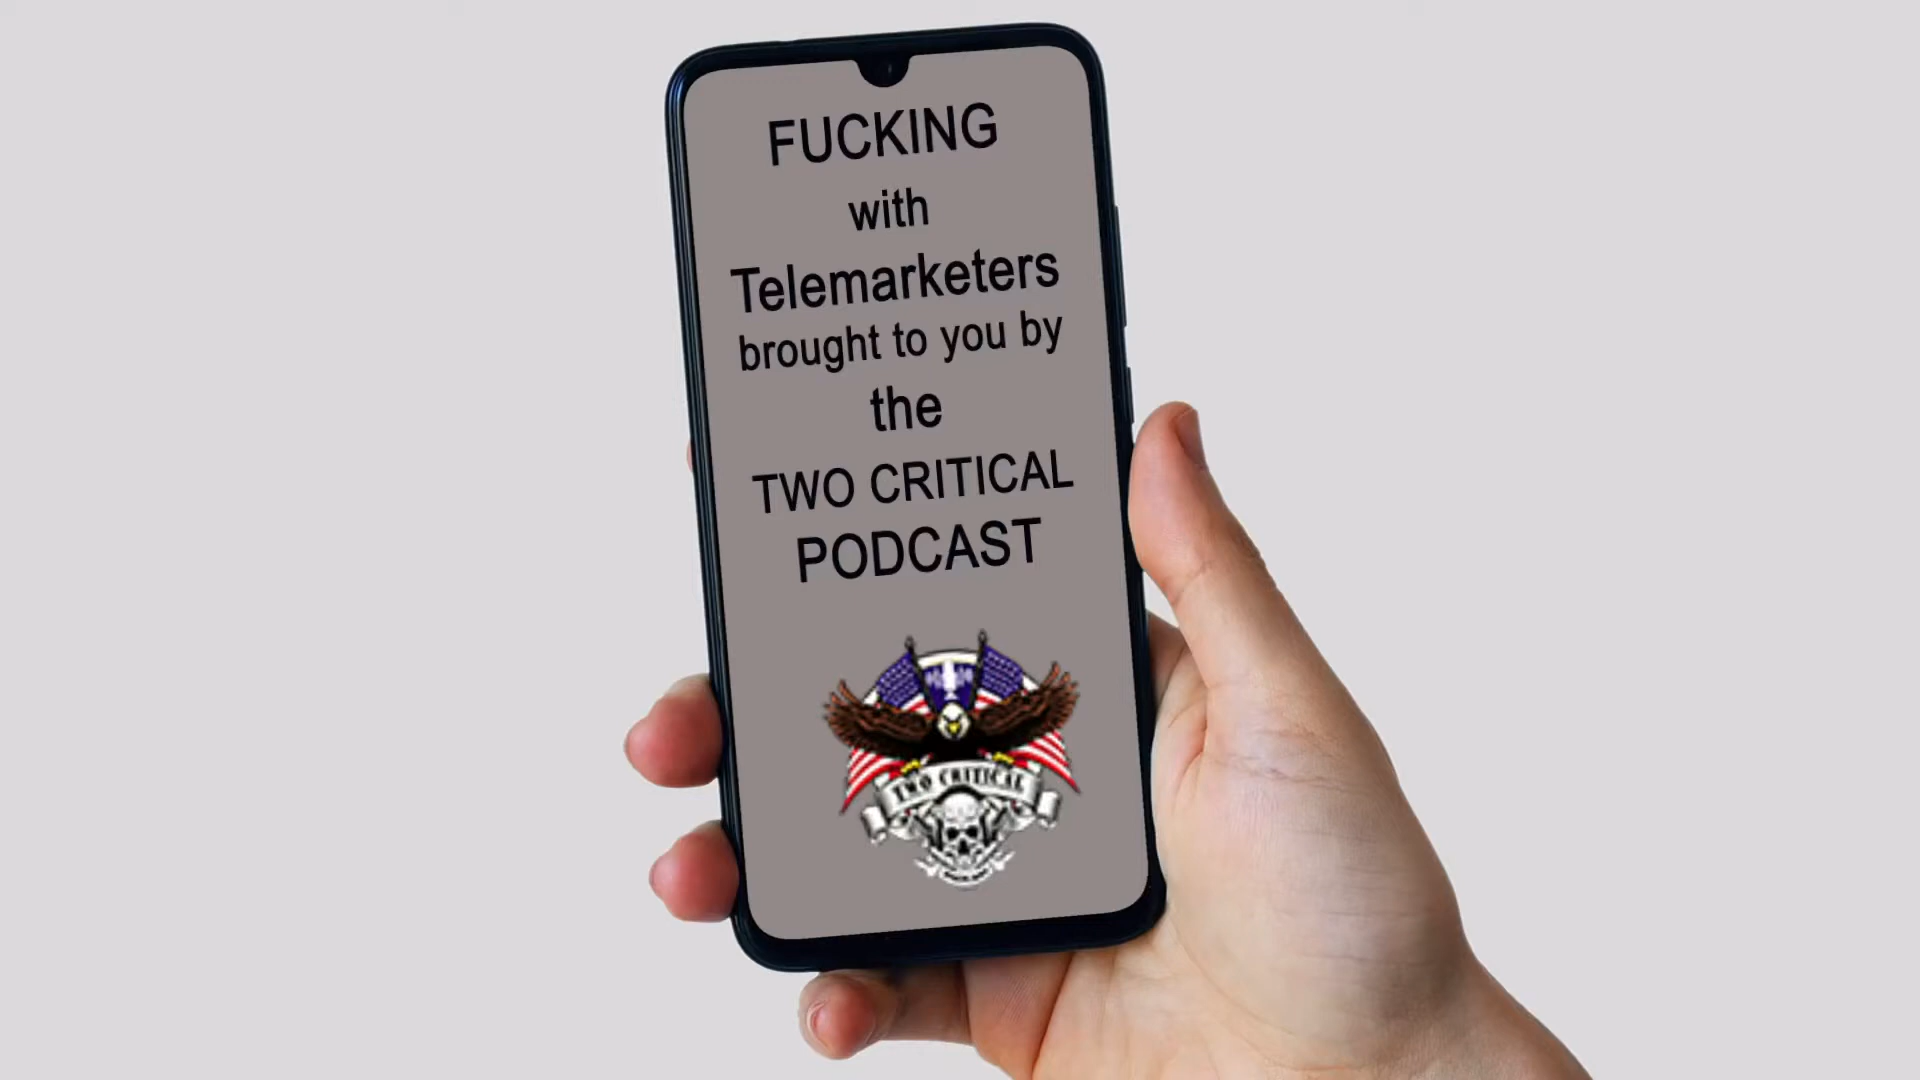 FUCKING
with
Telemarketers
brought to you by
the
TWO CRITICAL
PODCAST
TWO CRITICAL